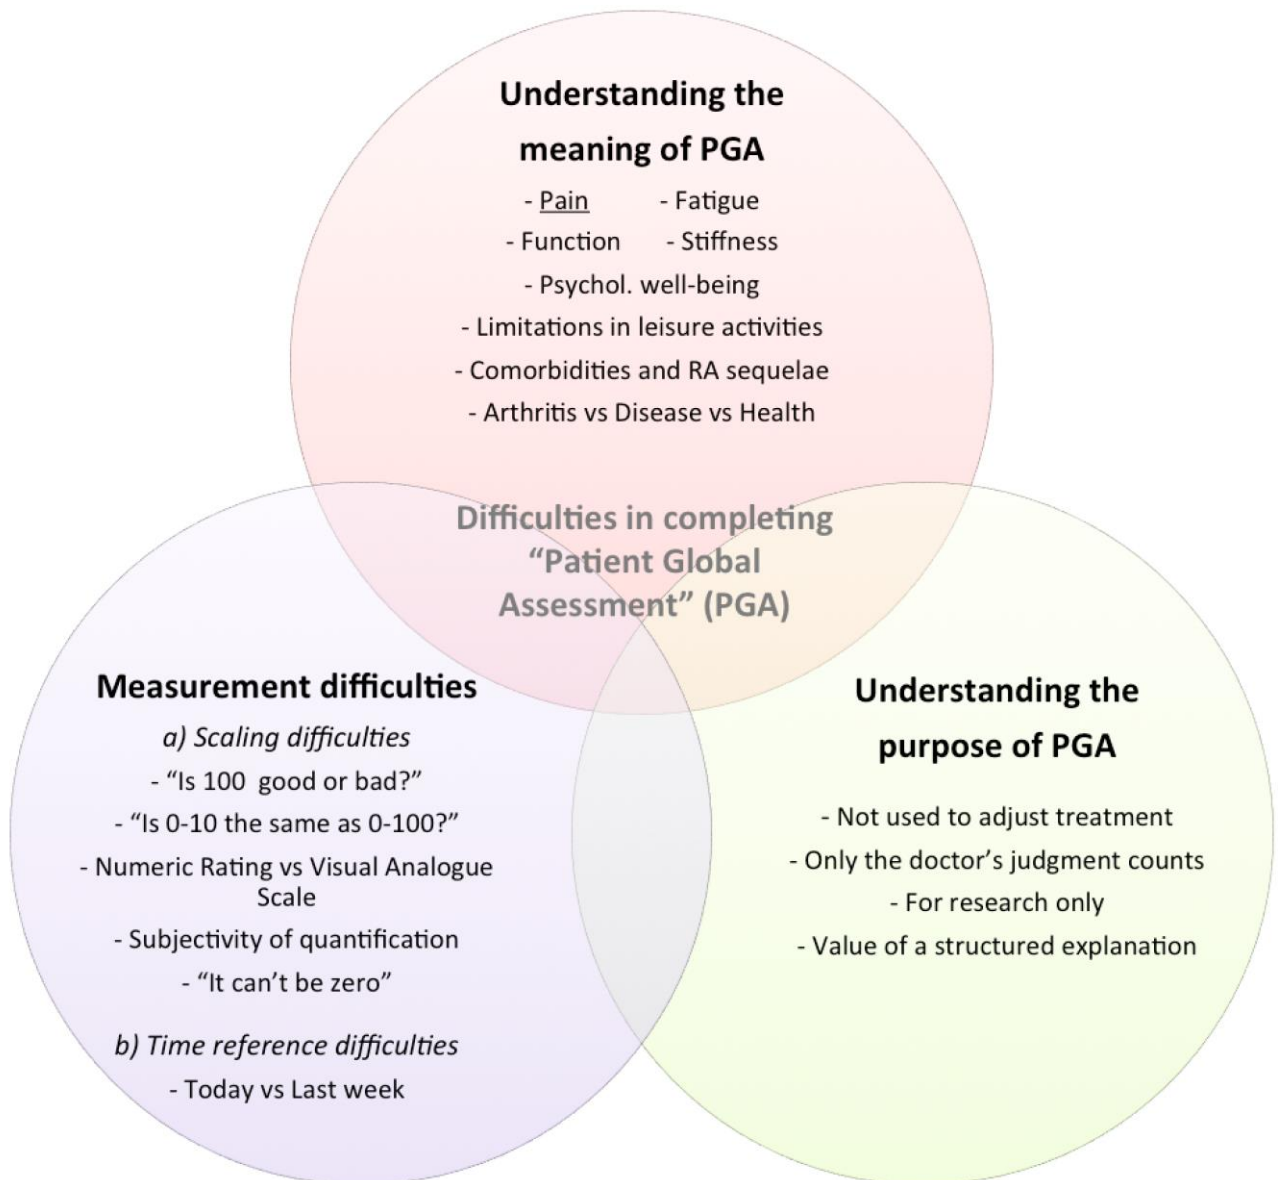 Understanding the
meaning of PGA
- Pain - Fatigue
- Function - Stiffness
- Psychol. well-being
- Limitations in leisure activities
- Comorbidities and RA sequelae
- Arthritis vs Disease vs Health
Difficulties in completing
“Patient Global
Assessment” (PGA)
Measurement difficulties
a) Scaling difficulties
- “Is 100 good or bad?”
- “Is 0-10 the same as 0-100?”
- Numeric Rating vs Visual Analogue
Scale
- Subjectivity of quantification
- “It can’t be zero”
b) Time reference difficulties
- Today vs Last week
Understanding the
purpose of PGA
- Not used to adjust treatment
- Only the doctor’s judgment counts
- For research only
- Value of a structured explanation